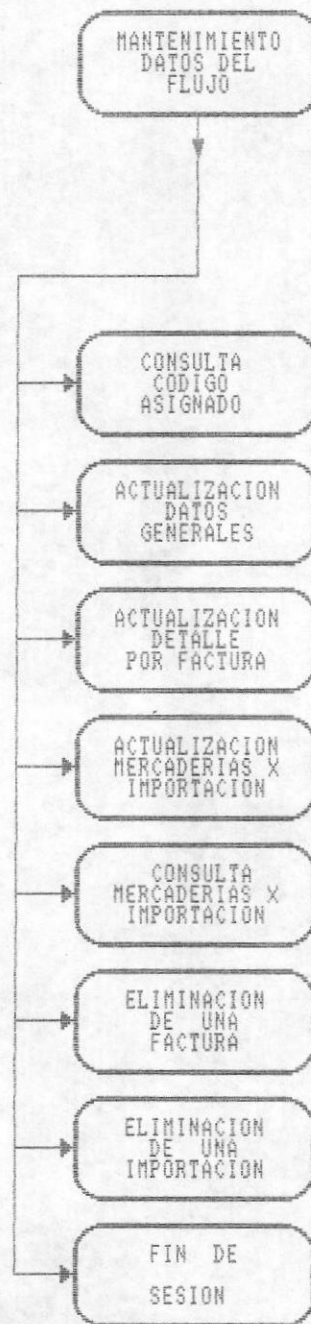 MANTENIMIENTO
DATOS DEL
FLUJO
CONSULTA
CODIGO
ASIGNADO
ACTUALIZACION
DATOS
GENERALES
ACTUALIZACION
DETALLE
POR FACTURA
ACTUALIZACION
MERCADERIAS X
IMPORTACION
CONSULTA
MERCADERIAS X
IMPORTACION
ELIMINACION
DE UNA
FACTURA
ELIMINACION
DE UNA
IMPORTACION
FIN DE
SESION